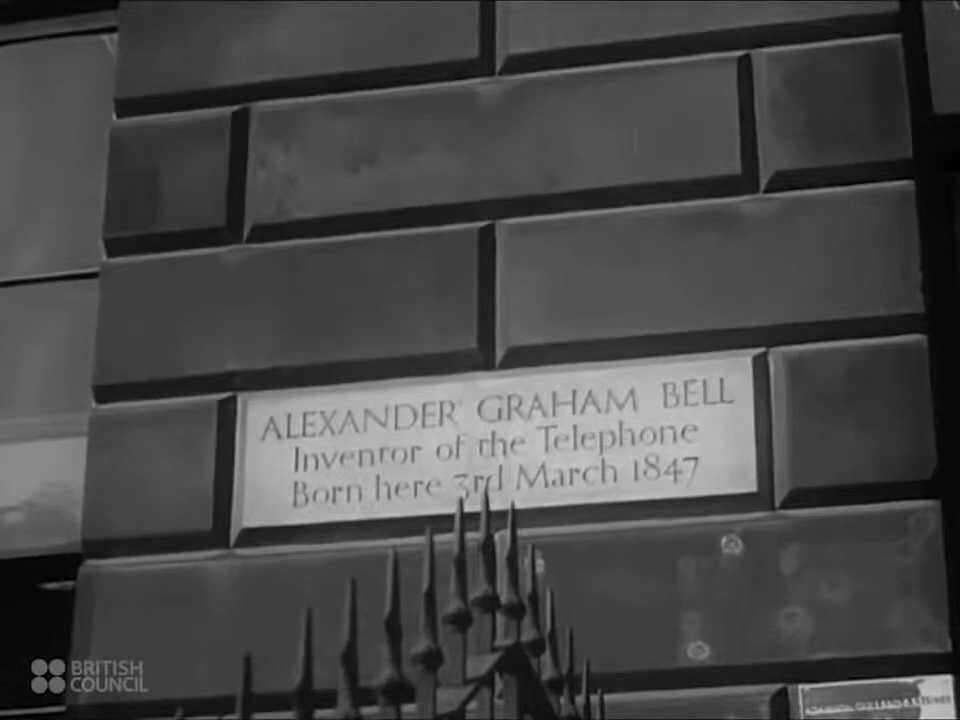 ALEXANDER GRAHAM BELL
Inventor of the Telephone
Born here 3rd March 1847
BRITISH
COUNCIL